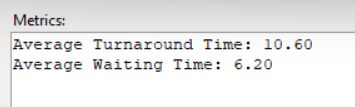 Metrics:
Average Turnaround Time: 10.60
Average Waiting Time: 6.20